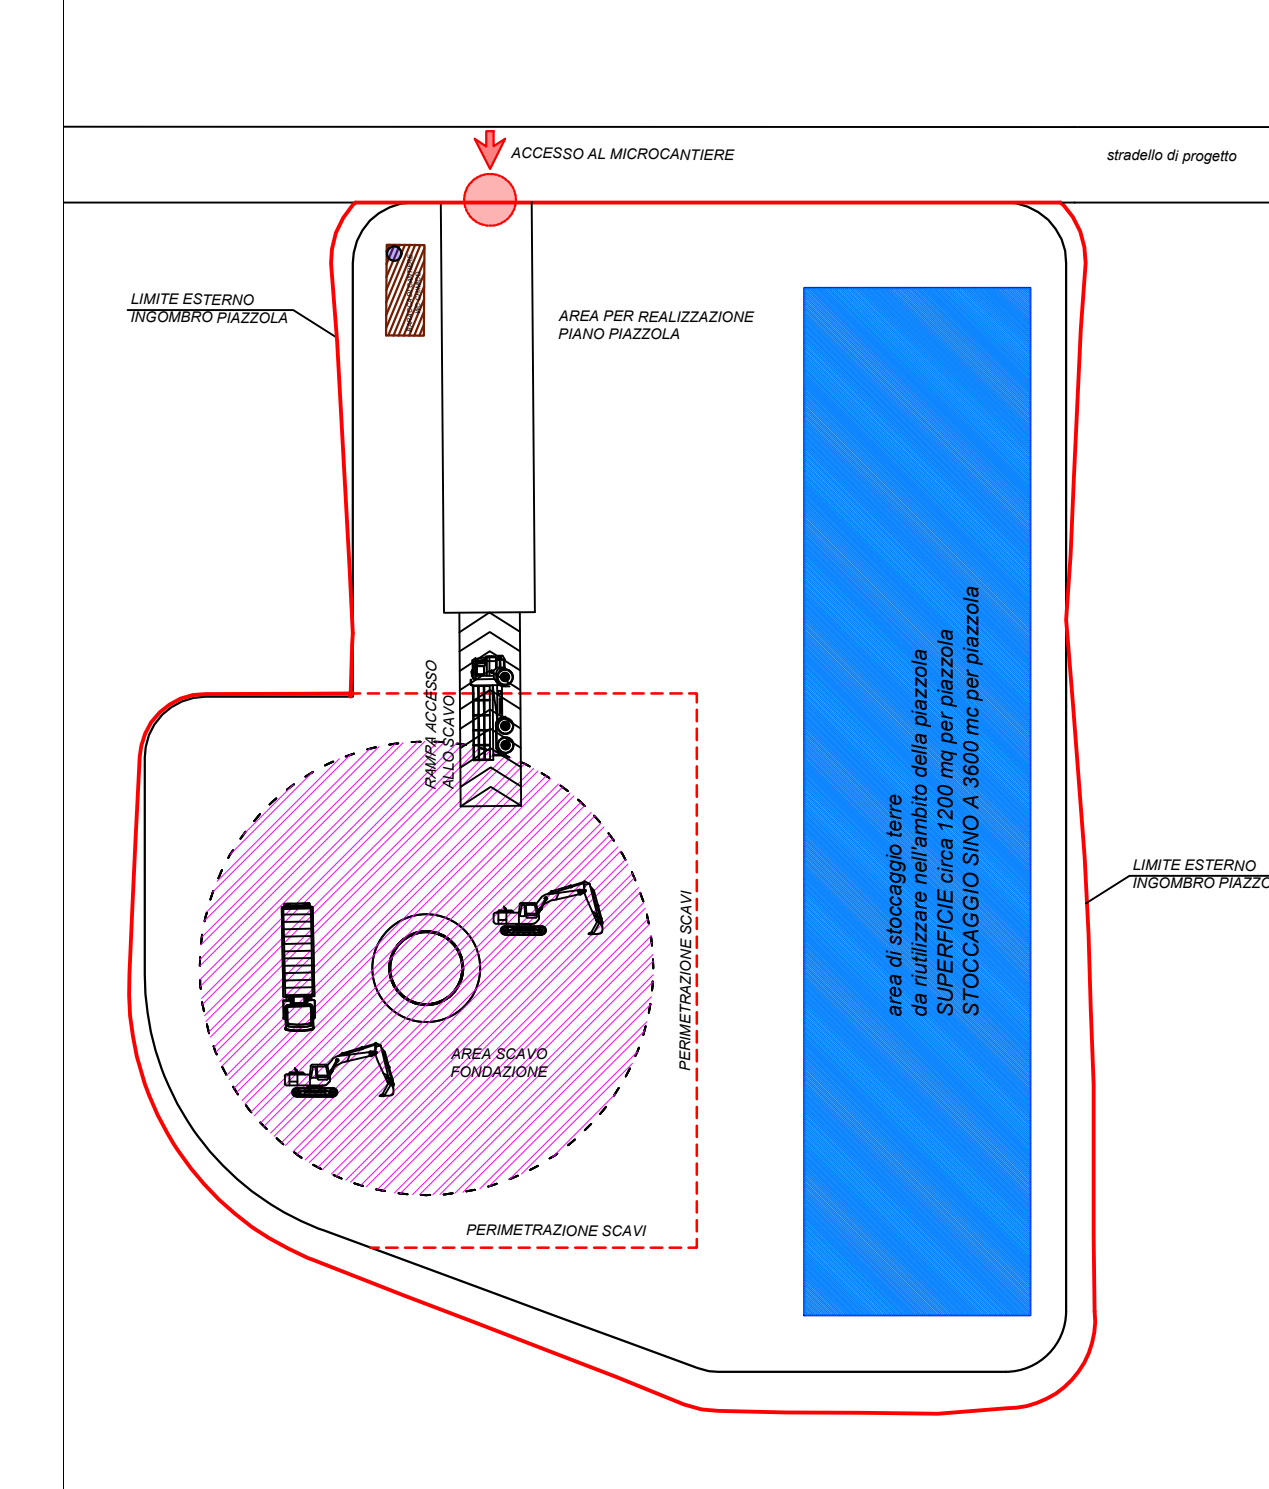 ACCESSO AL MICROCANTIERE
stradello di progetto
LIMITE ESTERNO
INGOMBRO PIAZZOLA
AREA PER REALIZZAZIONE
PIANO PIAZZOLA
RAMPA ACCESSO
ALLO SCAVO
area di stoccaggio terre
da riutilizzare nell'ambito della piazzola
SUPERFICIE circa 1200 mq per piazzola
STOCCAGGIO SINO A 3600 mc per piazzola
LIMITE ESTERNO
INGOMBRO PIAZZO
PERIMETRAZIONE SCAVI
AREA SCAVO
FONDAZIONE
PERIMETRAZIONE SCAVI